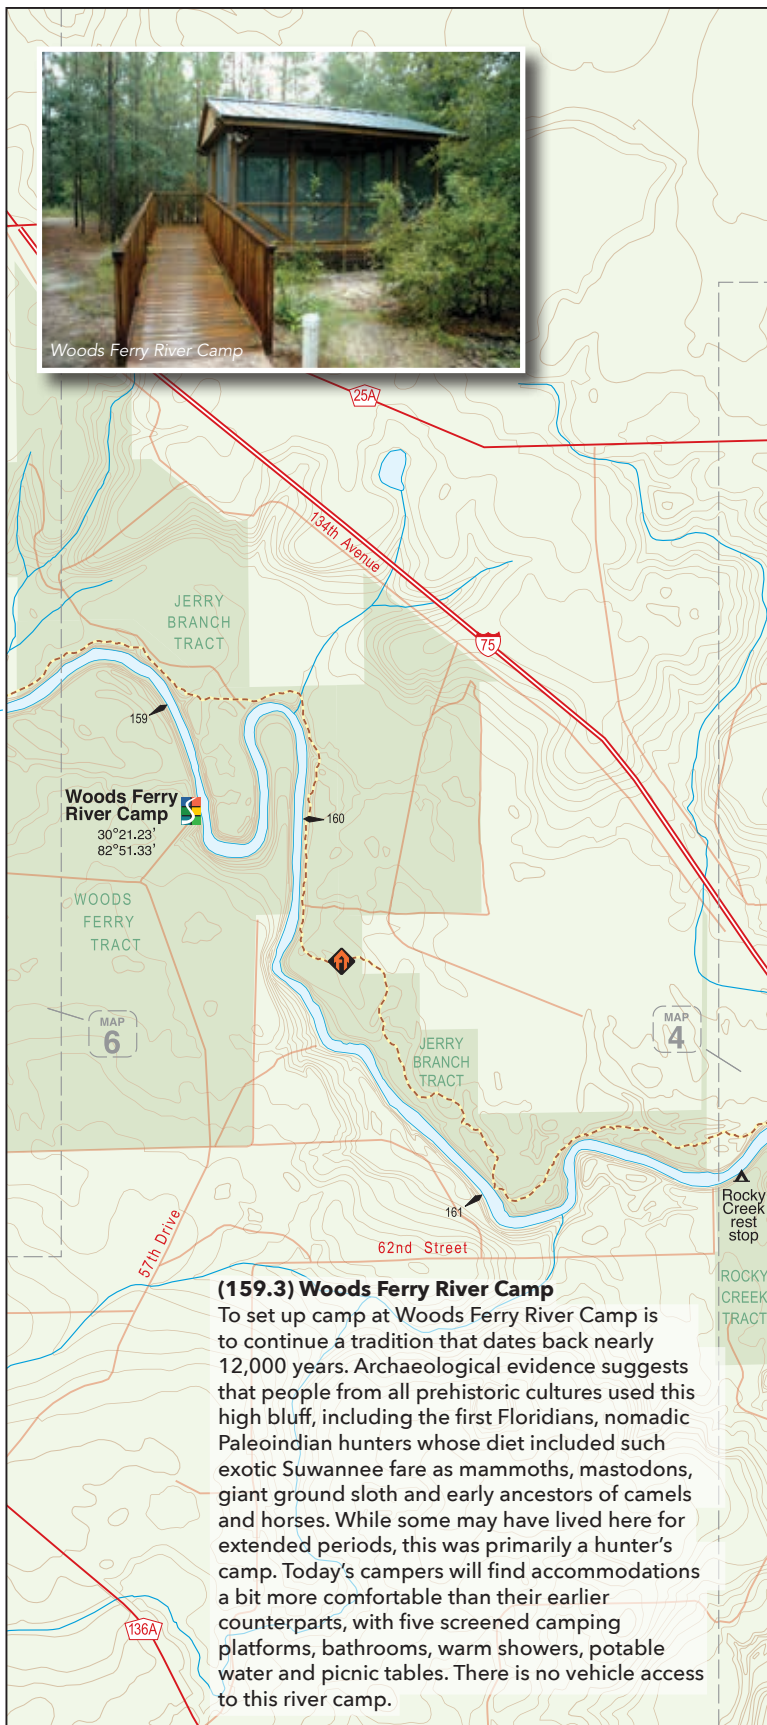 Woods Ferry River Camp
25A
134th Avenue
75
JERRY
BRANCH
TRACT
159
Woods Ferry
River Camp
30°21.23'
82°51.33'
160
WOODS
FERRY
TRACT
MAP
6
MAP
4
JERRY
BRANCH
TRACT
161
Rocky
Creek
rest
stop
57th Drive
62nd Street
ROCKY
CREEK
TRACT
(159.3) Woods Ferry River Camp
To set up camp at Woods Ferry River Camp is
to continue a tradition that dates back nearly
12,000 years. Archaeological evidence suggests
that people from all prehistoric cultures used this
high bluff, including the first Floridians, nomadic
Paleoindian hunters whose diet included such
exotic Suwannee fare as mammoths, mastodons,
giant ground sloth and early ancestors of camels
and horses. While some may have lived here for
extended periods, this was primarily a hunter's
camp. Today's campers will find accommodations
a bit more comfortable than their earlier
counterparts, with five screened camping
platforms, bathrooms, warm showers, potable
water and picnic tables. There is no vehicle access
to this river camp.
136A